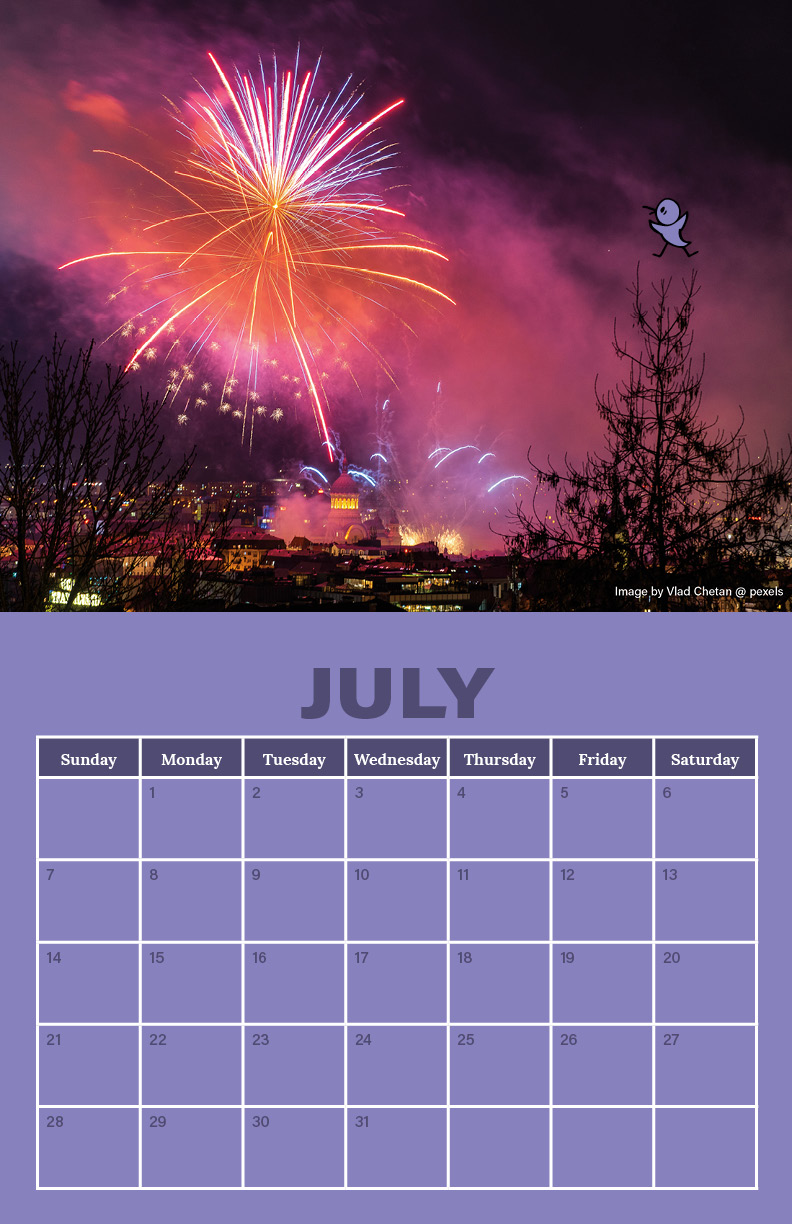 Image by Vlad Chetan @ pexels
JULY
Sunday Monday Tuesday Wednesday Thursday Friday Saturday
1 2 3 4 5 6
7 8 9 10 11 12 13
14 15 16 17 18 19 20
21 22 23 24 25 26 27
28 29 30 31